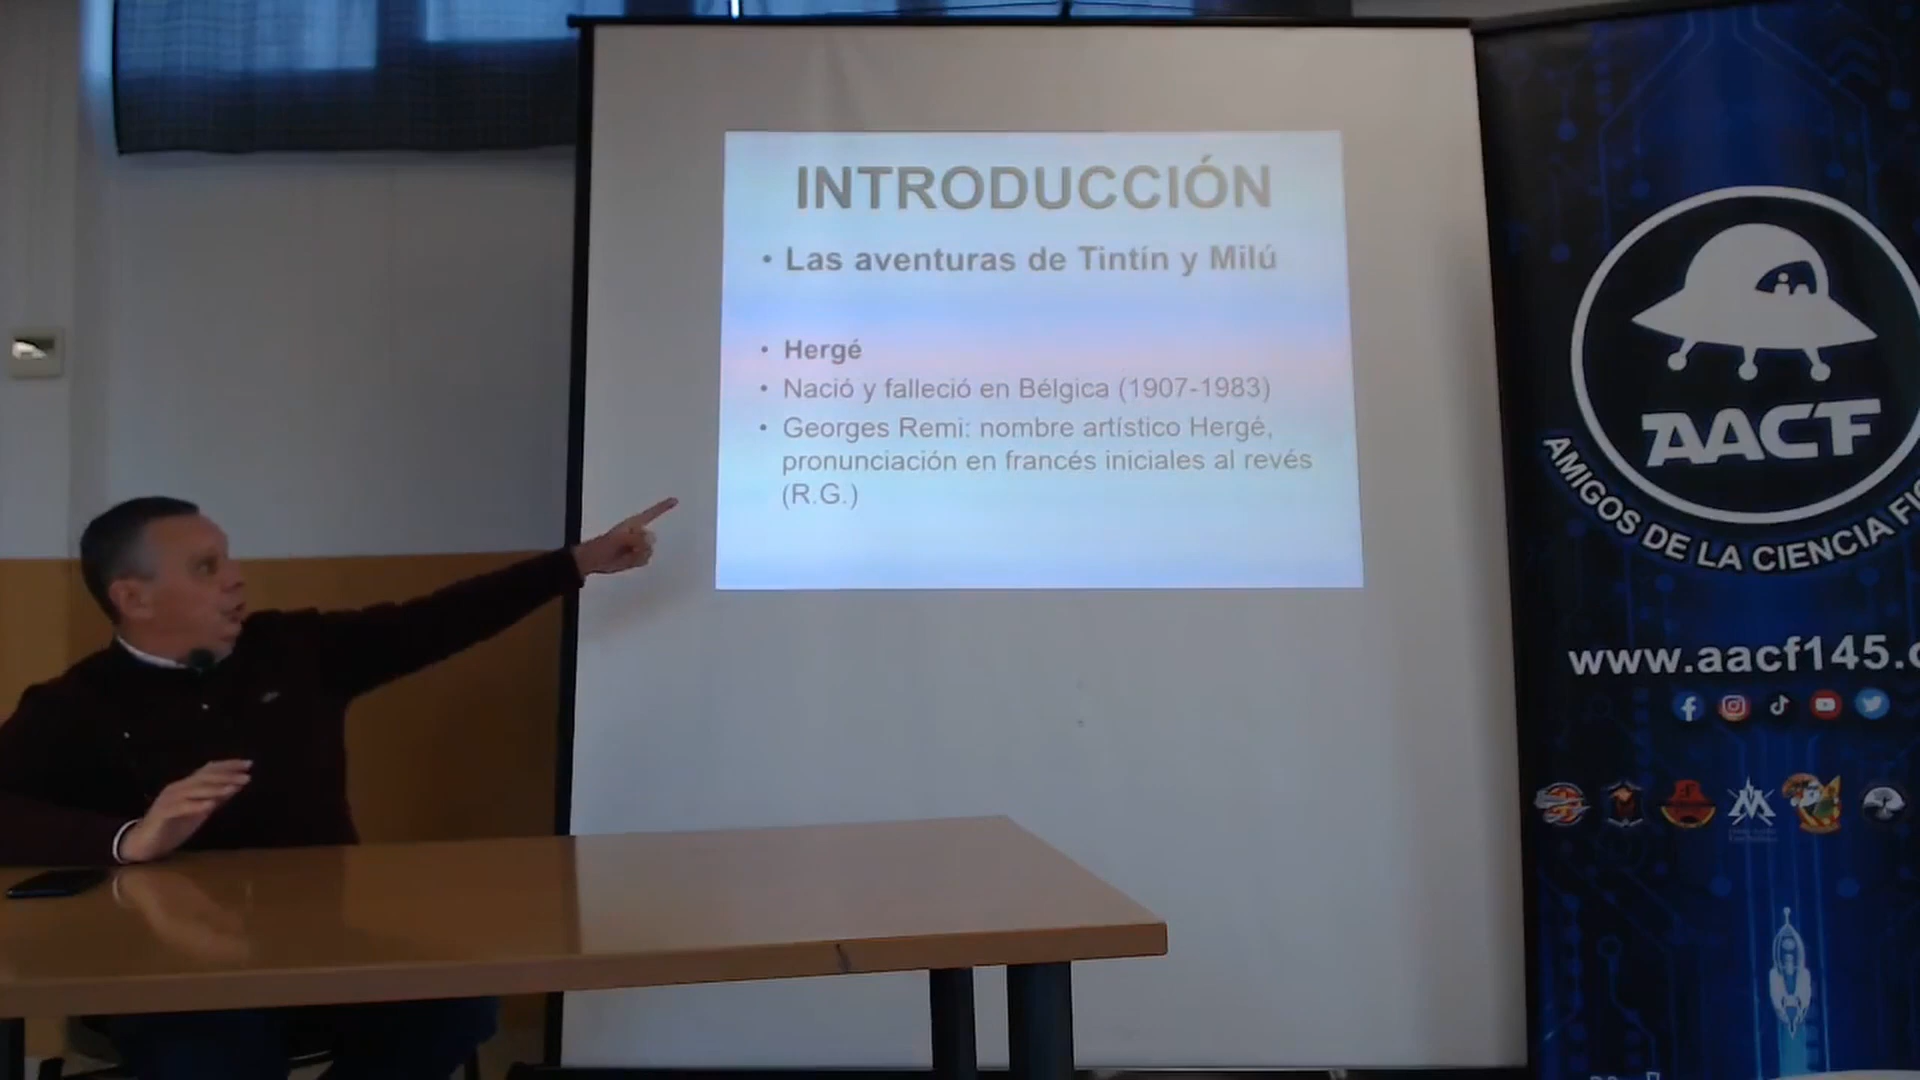 INTRODUCCIÓN
• Las aventuras de Tintín y Milú
• Hergé
• Nació y falleció en Bélgica (1907-1983)
• Georges Remi: nombre artístico Hergé,
pronunciación en francés iniciales al revés
(R.G.)
AACF
AMIGOS DE LA CIENCIA FIC
www.aacf145.c